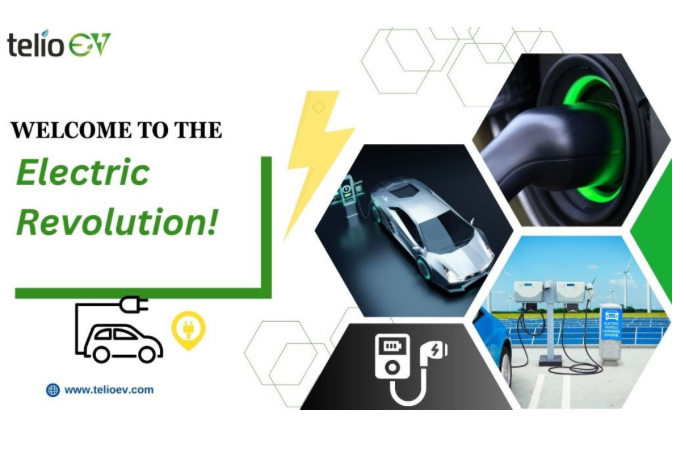 telio EV
WELCOME TO THE
Electric
Revolution!
www.telioev.com